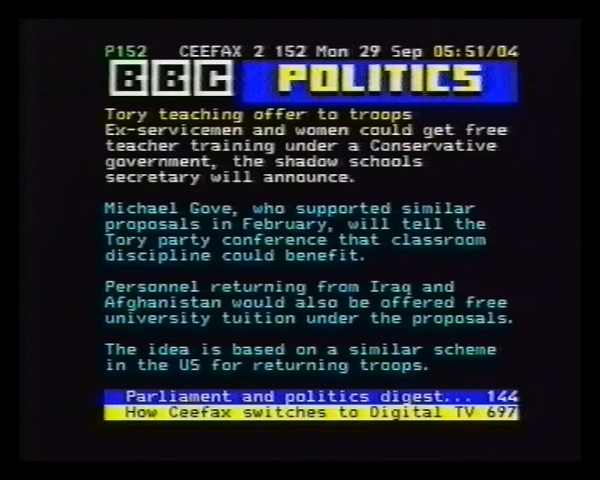 P152 CEEFAX 2 152 Mon 29 Sep 05:51/04
BBC POLITICS
Tory teaching offer to troops
Ex-servicemen and women could get free
teacher training under a Conservative
government, the shadow schools
secretary will announce.
Michael Gove, who supported similar
proposals in February, will tell the
Tory party conference that classroom
discipline could benefit.
Personnel returning from Iraq and
Afghanistan would also be offered free
university tuition under the proposals.
The idea is based on a similar scheme
in the US for returning troops.
Parliament and politics digest... 144
How Ceefax switches to Digital TV 697